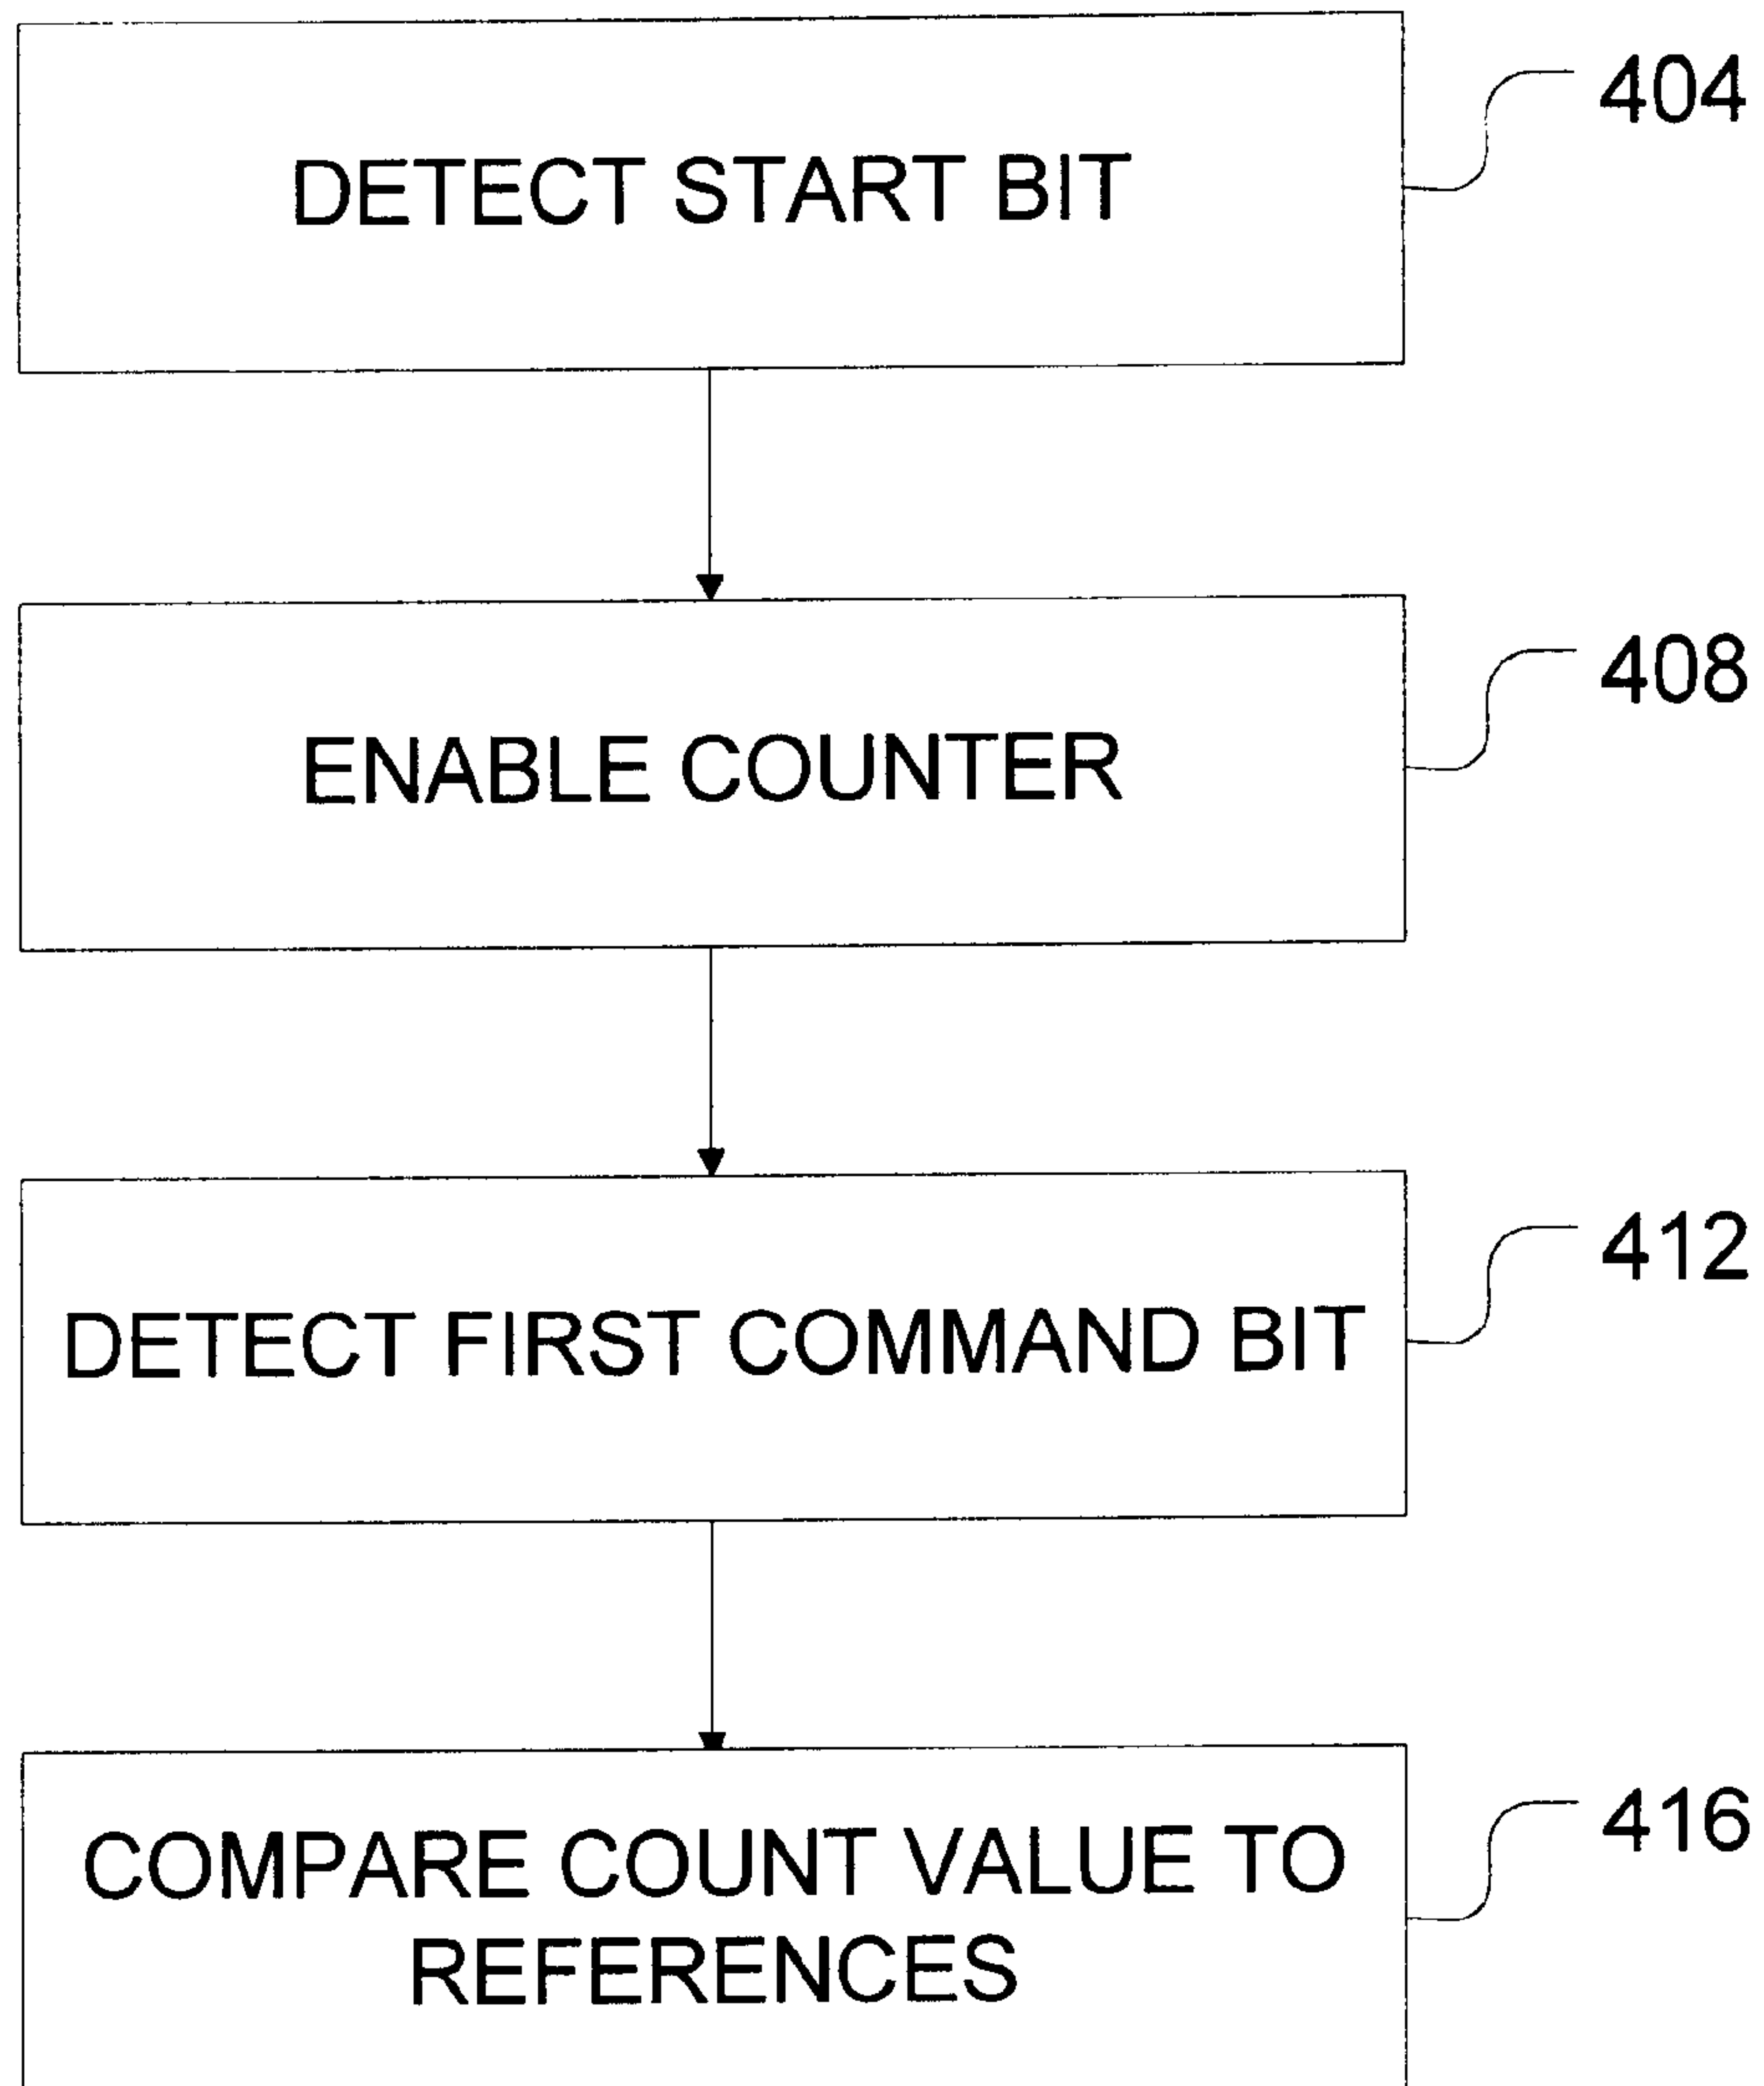 DETECT START BIT
404
ENABLE COUNTER
408
DETECT FIRST COMMAND BIT
412
COMPARE COUNT VALUE TO
REFERENCES
416